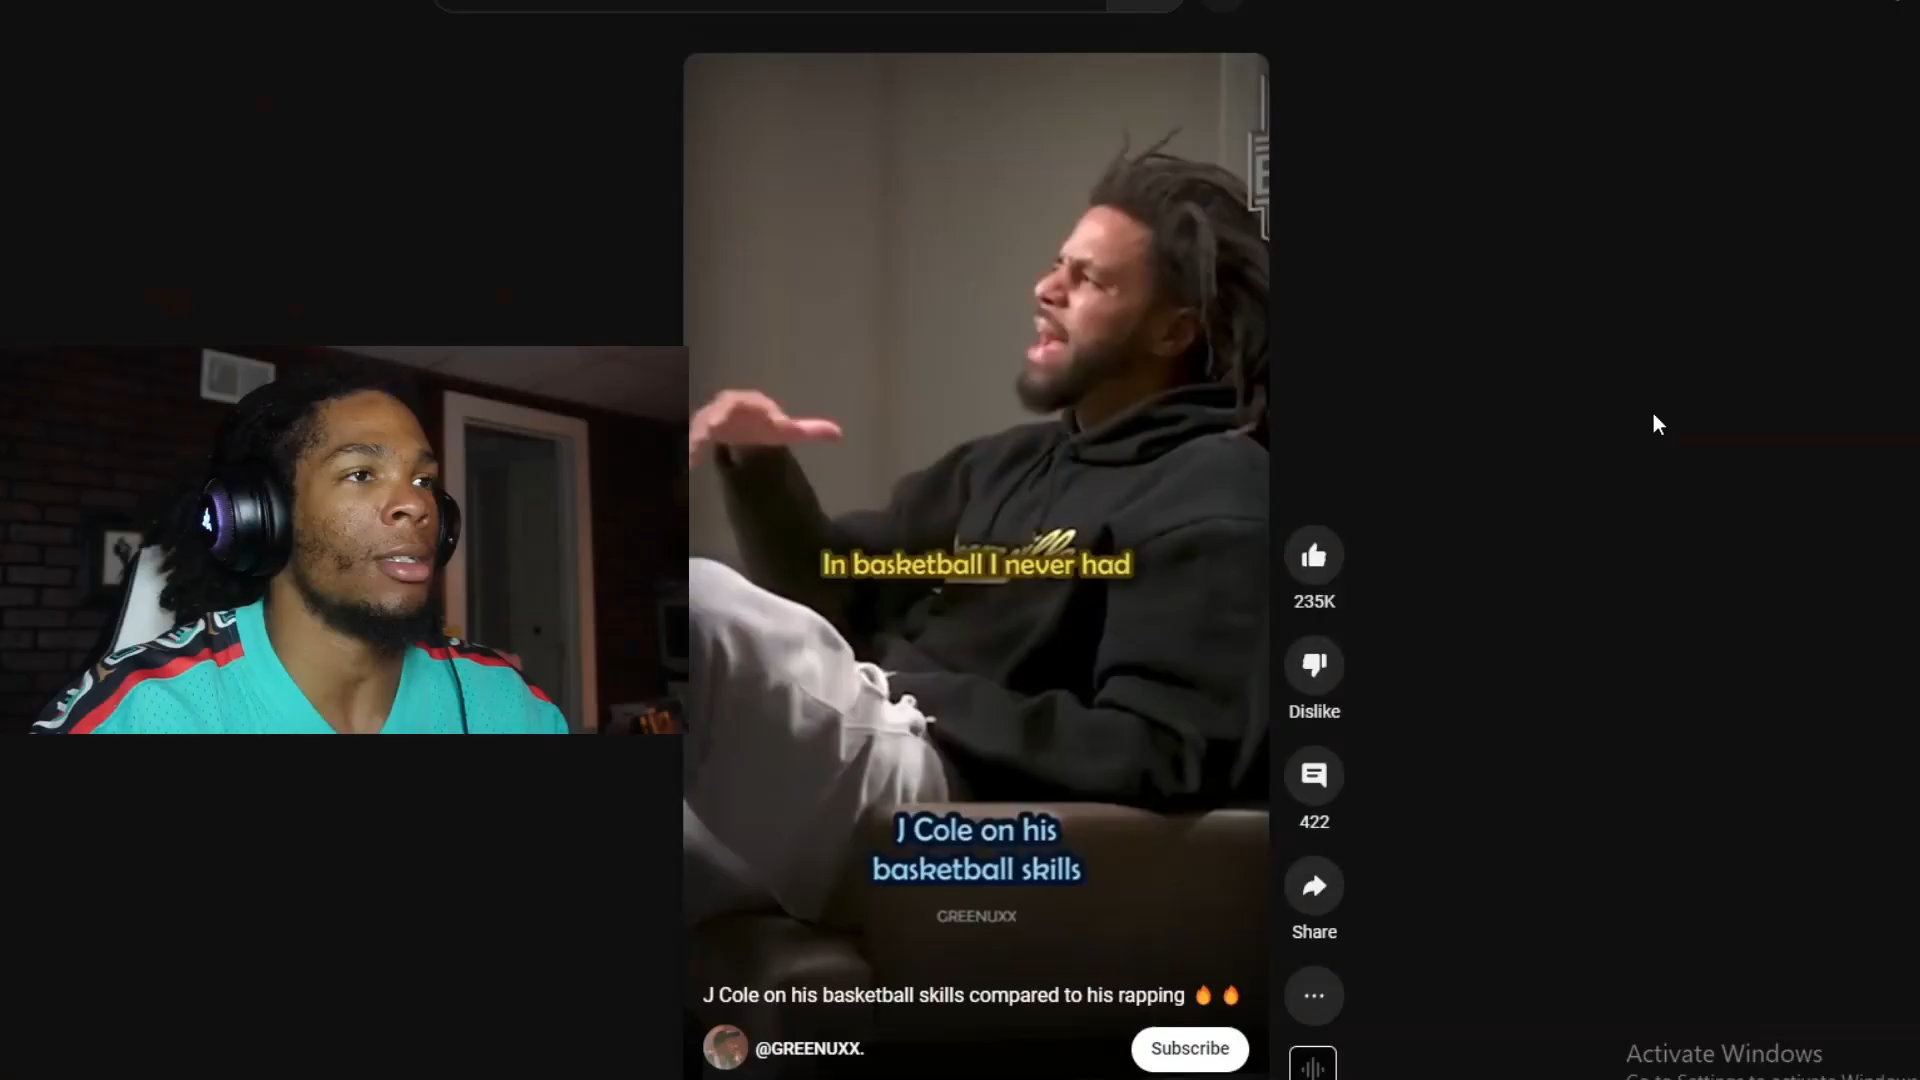 In basketball I never had
235K
Dislike
422
Share
J Cole on his
basketball skills
GREENUXX
J Cole on his basketball skills compared to his rapping 🔥 🔥
@GREENUXX.
Subscribe
Activate Windows